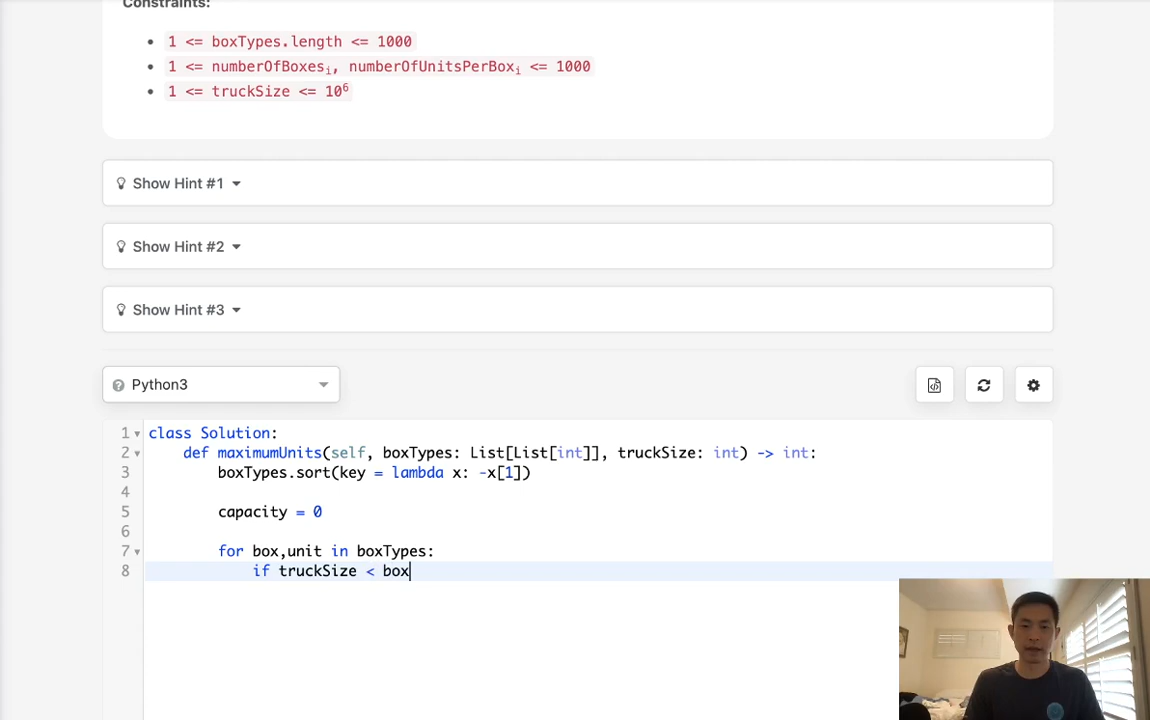 Constraints:
1 <= boxTypes.length <= 1000
1 <= numberOfBoxesi, numberOfUnitsPerBoxi <= 1000
1 <= truckSize <= 10^6
Show Hint #1
Show Hint #2
Show Hint #3
Python3
1 class Solution:
2 def maximumUnits(self, boxTypes: List[List[int]], truckSize: int) -> int:
3 boxTypes.sort(key = lambda x: -x[1])
4
5 capacity = 0
6
7 for box,unit in boxTypes:
8 if truckSize < box